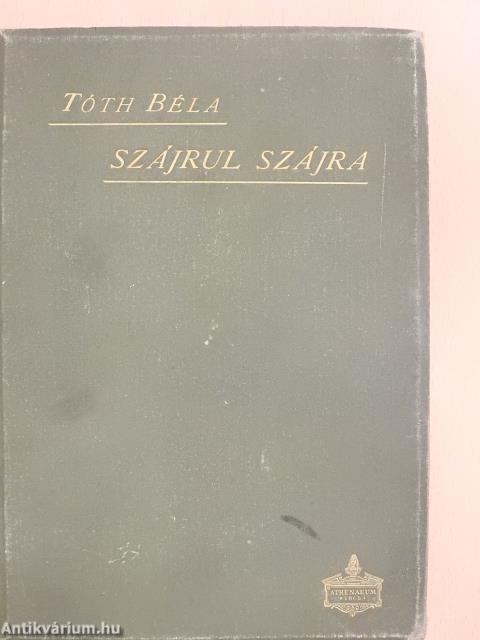 TÓTH BÉLA
SZÁJRUL SZÁJRA
ATHENAEUM
Antikvárium.hu